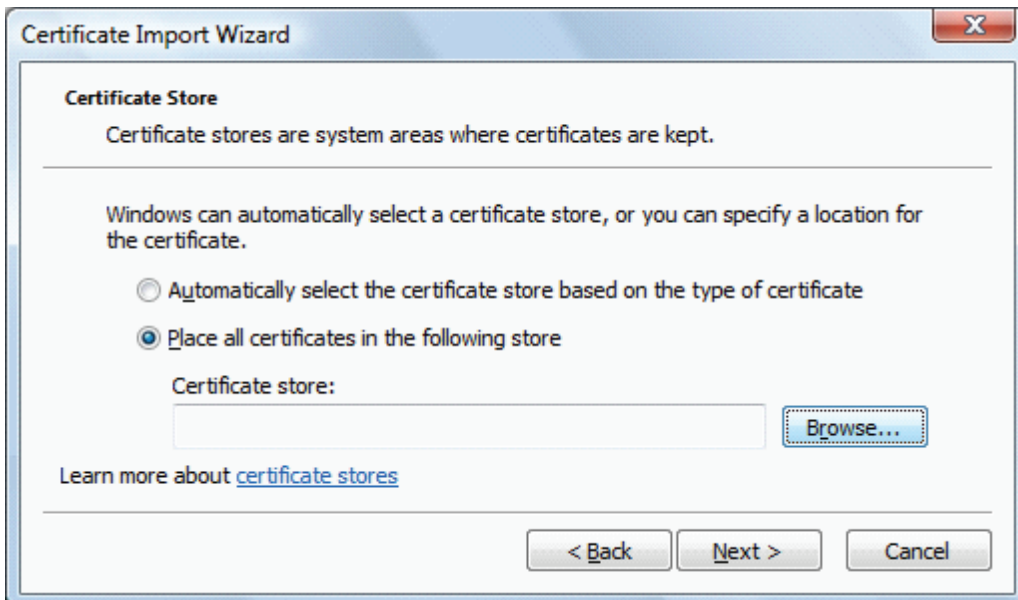 Certificate Import Wizard
Certificate Store
Certificate stores are system areas where certificates are kept.
Windows can automatically select a certificate store, or you can specify a location for
the certificate.
Automatically select the certificate store based on the type of certificate
Place all certificates in the following store
Certificate store:
Browse...
Learn more about certificate stores
< Back Next > Cancel